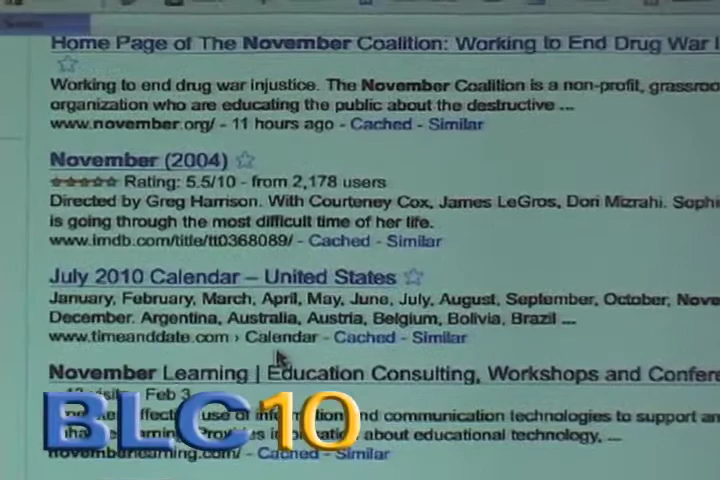 Home Page of The November Coalition: Working to End Drug War I
Working to end drug war injustice. The November Coalition is a non-profit, grassroo
organization who are educating the public about the destructive ...
www.november.org/ - 11 hours ago - Cached - Similar
November (2004)
Rating: 5.5/10 - from 2,178 users
Directed by Greg Harrison. With Courteney Cox, James LeGros, Dori Mizrahi. Soph
is going through the most difficult time of her life.
www.imdb.com/title/tt0368089/ - Cached - Similar
July 2010 Calendar – United States
January, February, March, April, May, June, July, August, September, October, Nove
December. Argentina, Australia, Austria, Belgium, Bolivia, Brazil ...
www.timeanddate.com › Calendar - Cached - Similar
November Learning | Education Consulting, Workshops and Confere
Feb 3
use of information and communication technologies to support an
about educational technology, ...
novemberlearning.com/ - Cached - Similar
BLC10